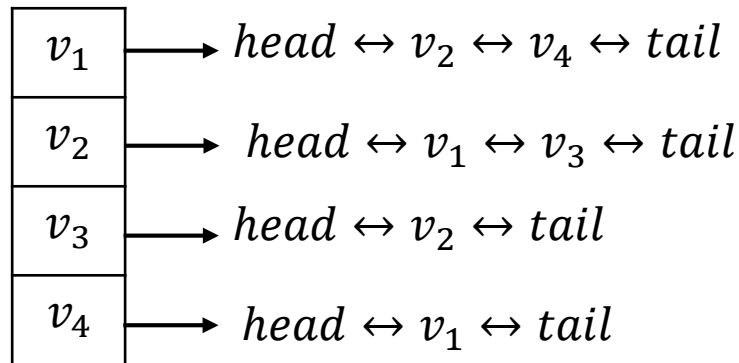 v₁ → head ↔ v₂ ↔ v₄ ↔ tail
v₂ → head ↔ v₁ ↔ v₃ ↔ tail
v₃ → head ↔ v₂ ↔ tail
v₄ → head ↔ v₁ ↔ tail